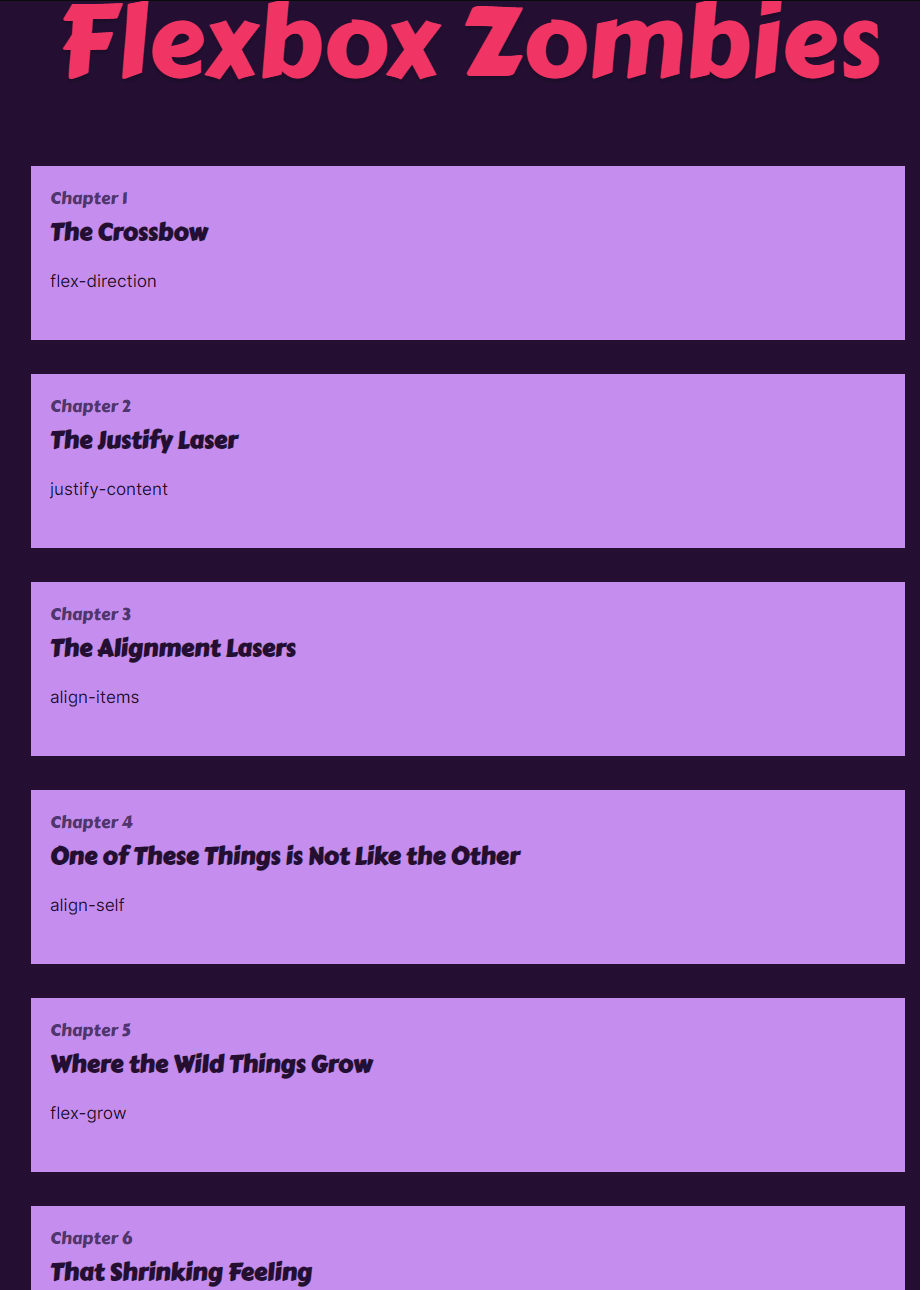 Flexbox Zombies
Chapter 1
The Crossbow
flex-direction
Chapter 2
The Justify Laser
justify-content
Chapter 3
The Alignment Lasers
align-items
Chapter 4
One of These Things is Not Like the Other
align-self
Chapter 5
Where the Wild Things Grow
flex-grow
Chapter 6
That Shrinking Feeling